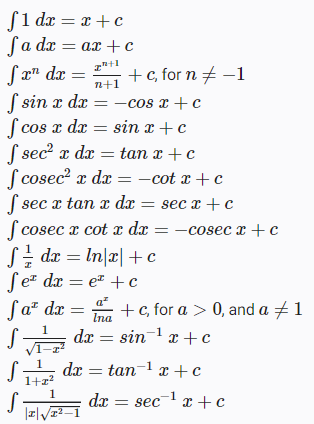 ∫ 1 dx = x + c
∫ a dx = ax + c
∫ xⁿ dx = xⁿ⁺¹/n+1 + c, for n ≠ −1
∫ sin x dx = −cos x + c
∫ cos x dx = sin x + c
∫ sec² x dx = tan x + c
∫ cosec² x dx = −cot x + c
∫ sec x tan x dx = sec x + c
∫ cosec x cot x dx = −cosec x + c
∫ 1/x dx = ln|x| + c
∫ eˣ dx = eˣ + c
∫ aˣ dx = aˣ/lna + c, for a > 0, and a ≠ 1
∫ 1/√(1−x²) dx = sin⁻¹ x + c
∫ 1/1+x² dx = tan⁻¹ x + c
∫ 1/|x|√(x²−1) dx = sec⁻¹ x + c